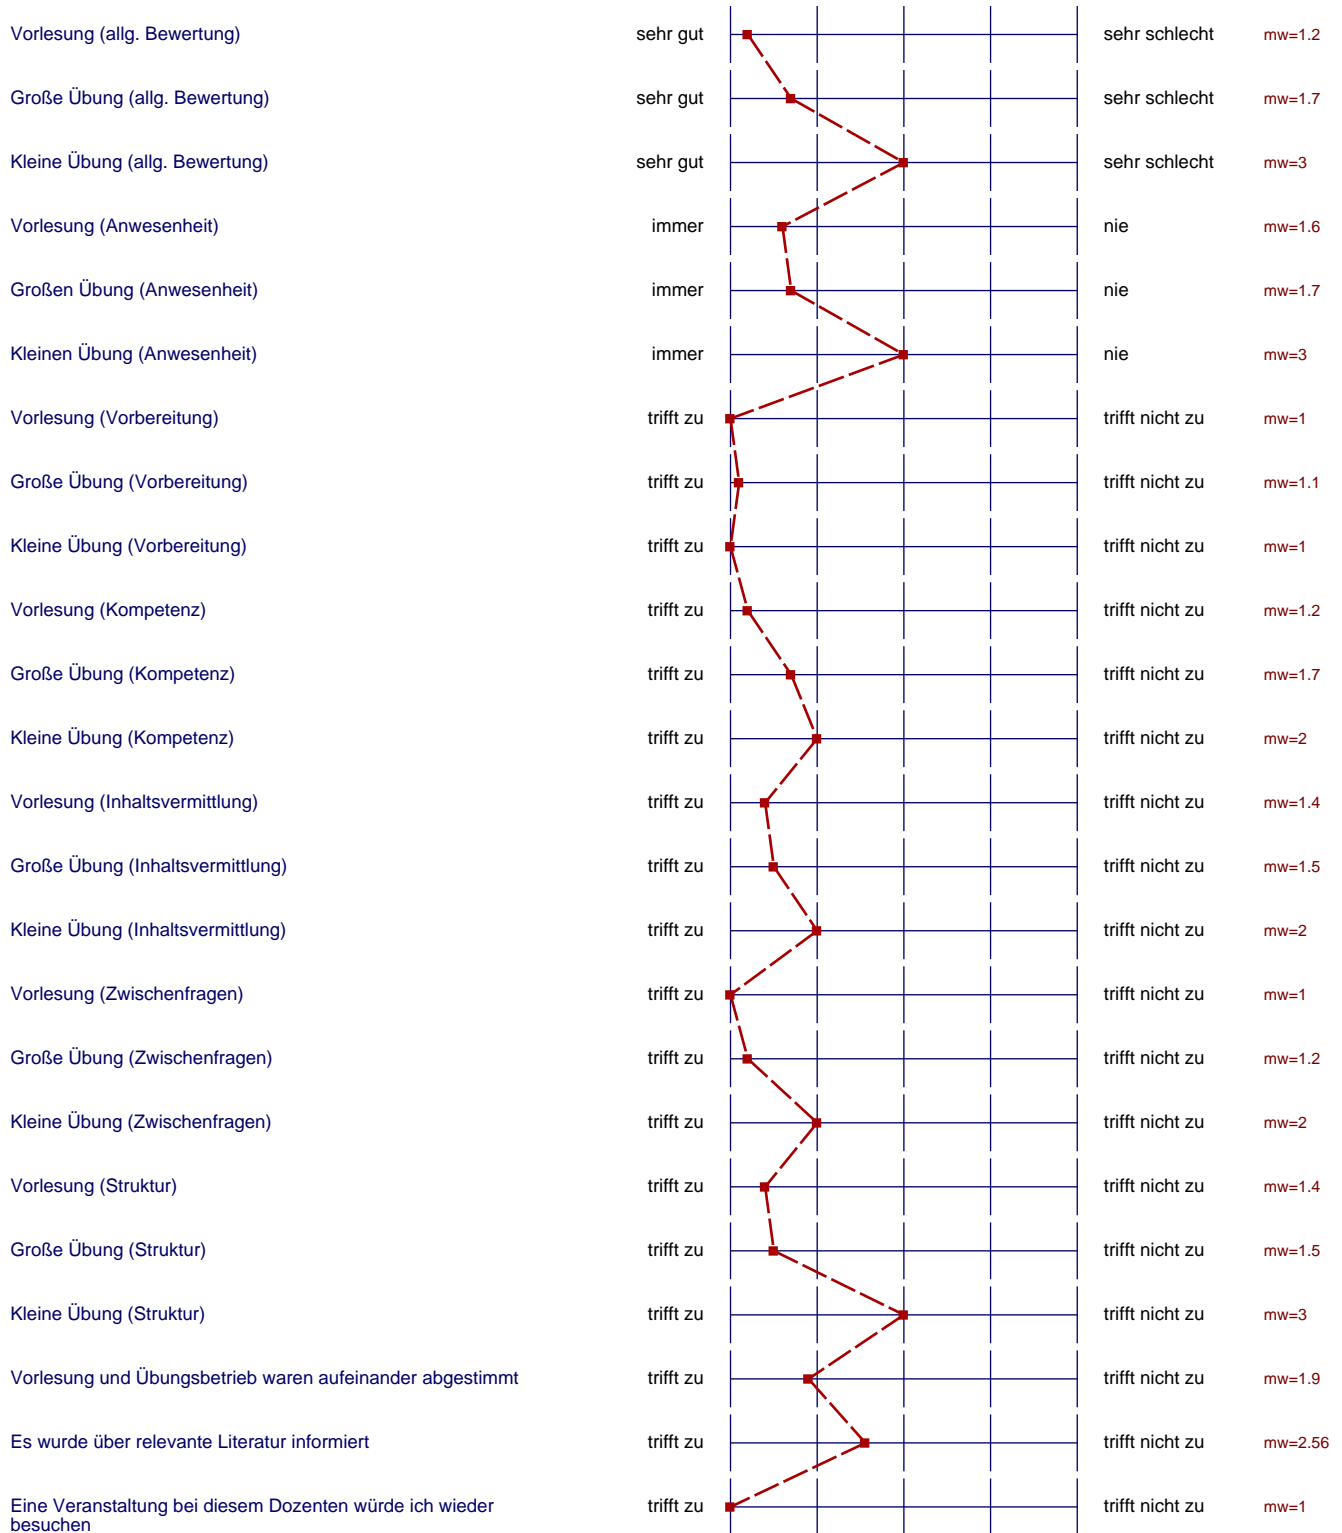 Vorlesung (allg. Bewertung) sehr gut sehr schlecht mw=1.2
Große Übung (allg. Bewertung) sehr gut sehr schlecht mw=1.7
Kleine Übung (allg. Bewertung) sehr gut sehr schlecht mw=3
Vorlesung (Anwesenheit) immer nie mw=1.6
Großen Übung (Anwesenheit) immer nie mw=1.7
Kleinen Übung (Anwesenheit) immer nie mw=3
Vorlesung (Vorbereitung) trifft zu trifft nicht zu mw=1
Große Übung (Vorbereitung) trifft zu trifft nicht zu mw=1.1
Kleine Übung (Vorbereitung) trifft zu trifft nicht zu mw=1
Vorlesung (Kompetenz) trifft zu trifft nicht zu mw=1.2
Große Übung (Kompetenz) trifft zu trifft nicht zu mw=1.7
Kleine Übung (Kompetenz) trifft zu trifft nicht zu mw=2
Vorlesung (Inhaltsvermittlung) trifft zu trifft nicht zu mw=1.4
Große Übung (Inhaltsvermittlung) trifft zu trifft nicht zu mw=1.5
Kleine Übung (Inhaltsvermittlung) trifft zu trifft nicht zu mw=2
Vorlesung (Zwischenfragen) trifft zu trifft nicht zu mw=1
Große Übung (Zwischenfragen) trifft zu trifft nicht zu mw=1.2
Kleine Übung (Zwischenfragen) trifft zu trifft nicht zu mw=2
Vorlesung (Struktur) trifft zu trifft nicht zu mw=1.4
Große Übung (Struktur) trifft zu trifft nicht zu mw=1.5
Kleine Übung (Struktur) trifft zu trifft nicht zu mw=3
Vorlesung und Übungsbetrieb waren aufeinander abgestimmt trifft zu trifft nicht zu mw=1.9
Es wurde über relevante Literatur informiert trifft zu trifft nicht zu mw=2.56
Eine Veranstaltung bei diesem Dozenten würde ich wieder trifft zu trifft nicht zu mw=1
besuchen